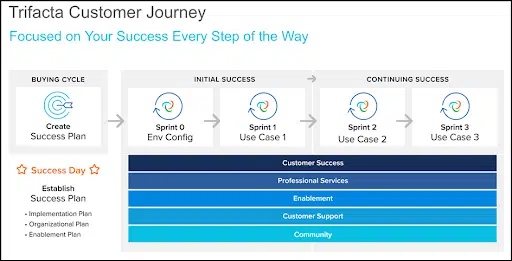 Trifacta Customer Journey
Focused on Your Success Every Step of the Way
BUYING CYCLE
INITIAL SUCCESS
CONTINUING SUCCESS
Create
Success Plan
Sprint 0
Env Config
Sprint 1
Use Case 1
Sprint 2
Use Case 2
Sprint 3
Use Case 3
Success Day
Establish
Success Plan
• Implementation Plan
• Organizational Plan
• Enablement Plan
Customer Success
Professional Services
Enablement
Customer Support
Community